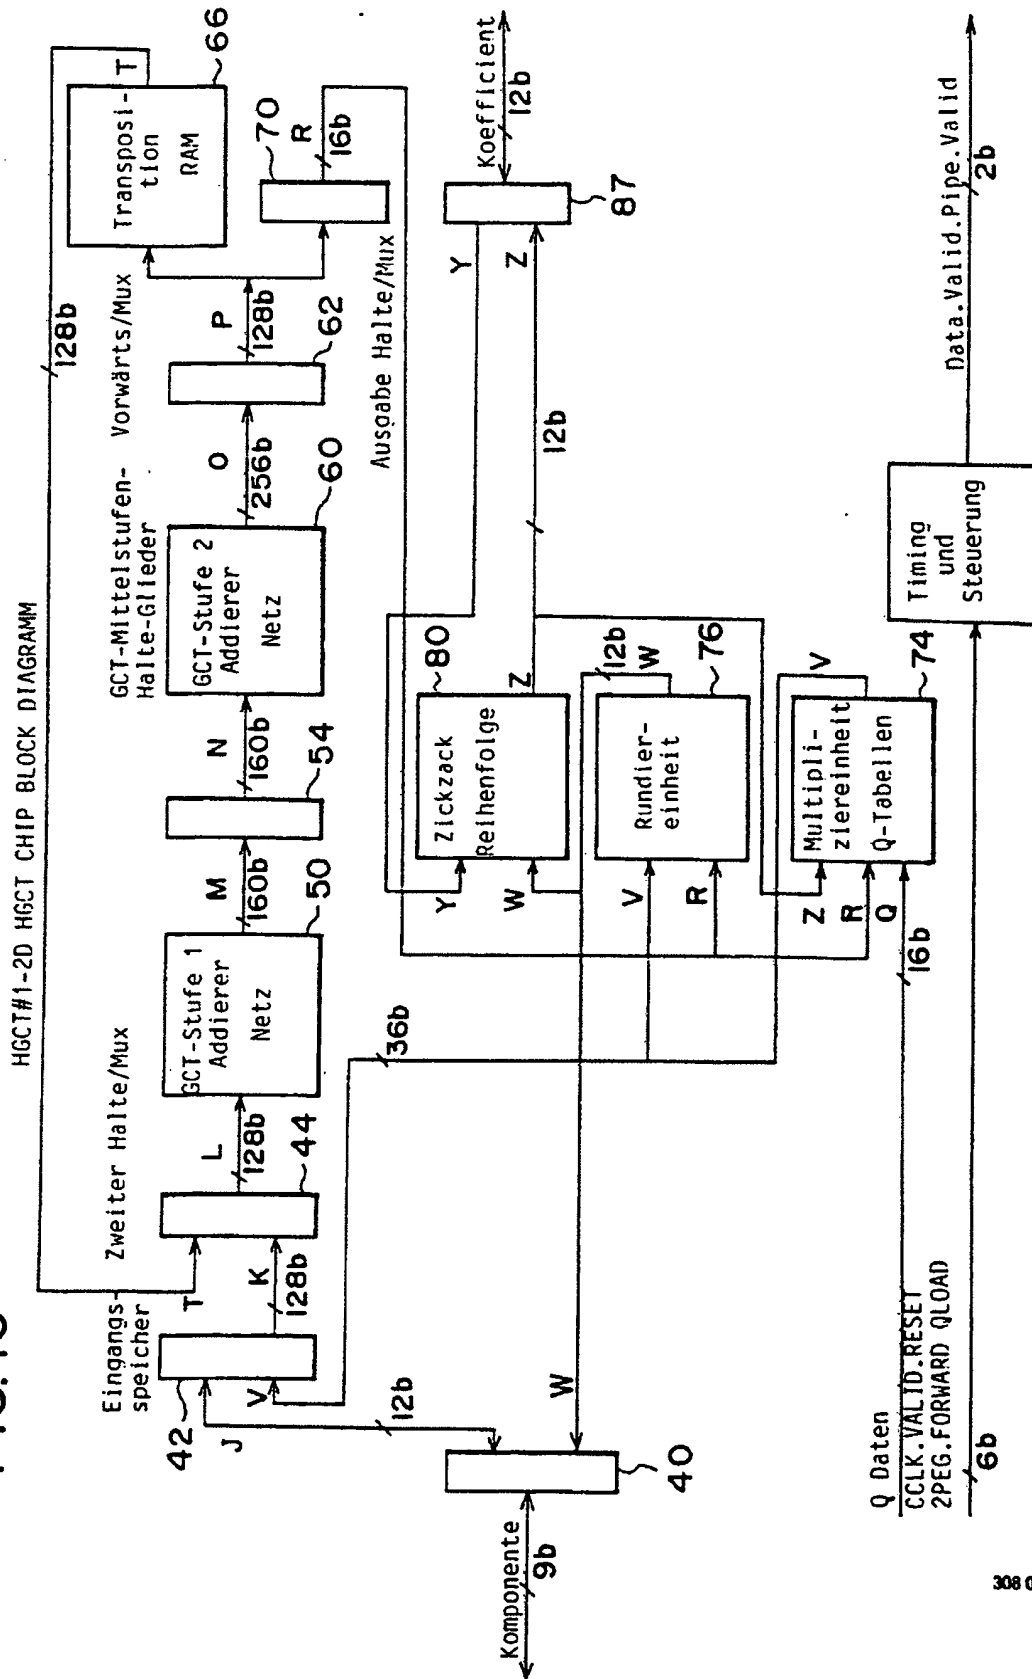 HGCT#1-2D HGCT CHIP BLOCK DIAGRAMM
128b
T
Transposi-
tion
RAM
66
Eingangs-
speicher
42
J
V
T
K
128b
Zweiter Halte/Mux
44
L
128b
GCT-Stufe 1
Addierer
Netz
50
M
160b
54
N
160b
GCT-Mittelstufen-
Halte-Glieder
GCT-Stufe 2
Addierer
Netz
60
O
256b
Vorwärts/Mux
62
P
128b
70
R
16b
Ausgabe Halte/Mux
Komponente
9b
40
12b
W
36b
Y
W
Zickzack
Reihenfolge
80
Z
12b
Y
Z
87
Koefficient
12b
V
R
Rundier-
einheit
76
12b
W
Z
R
Q
16b
Multipli-
ziereinheit
Q-Tabellen
74
V
Q Daten
CCLK.VALID.RESET
2PEG.FORWARD QLOAD
6b
Timing
und
Steuerung
Data.Valid.Pipe.Valid
2b
308 0